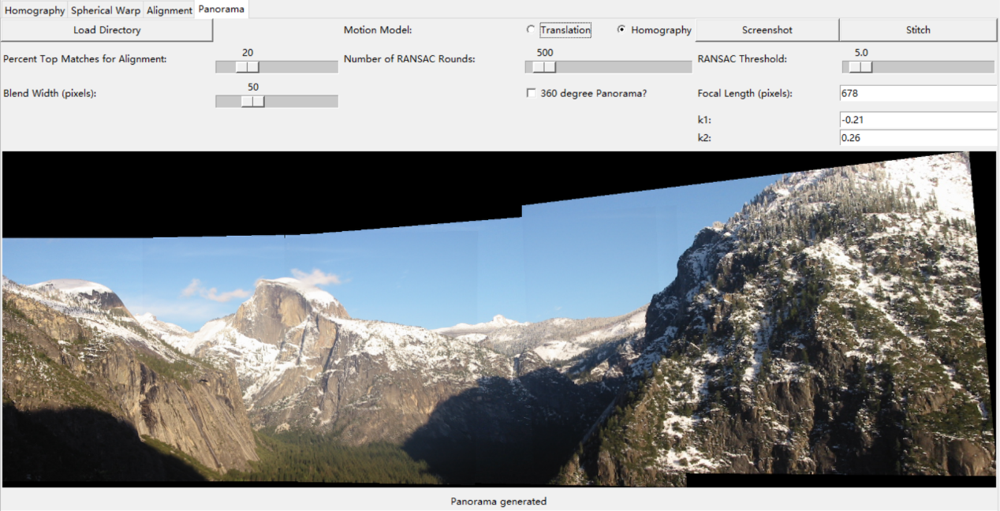 Homography Spherical Warp Alignment Panorama
Load Directory Motion Model: Translation Homography Screenshot Stitch
20 500 5.0
Percent Top Matches for Alignment: Number of RANSAC Rounds: RANSAC Threshold:
50
Blend Width (pixels): 360 degree Panorama? Focal Length (pixels): 678
k1: -0.21
k2: 0.26
Panorama generated